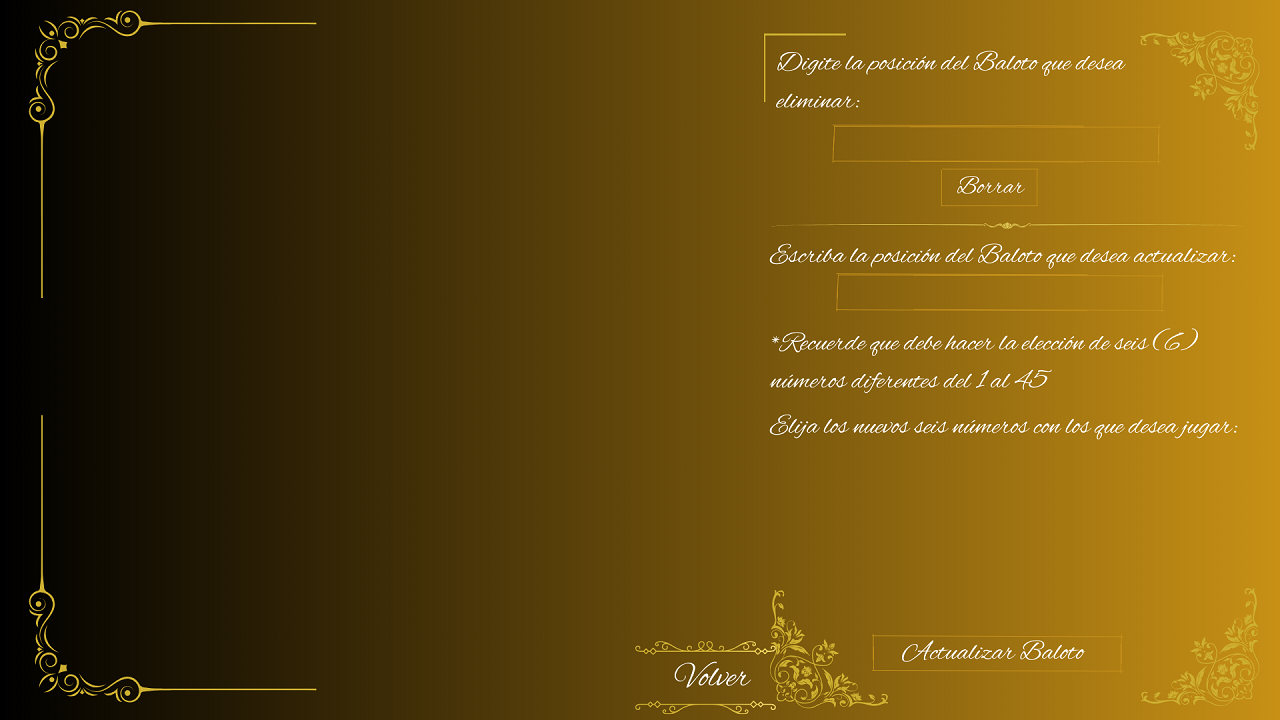 Digite la posición del Baloto que desea
eliminar:
Borrar
Escriba la posición del Baloto que desea actualizar:
*Recuerde que debe hacer la elección de seis (6)
números diferentes del 1 al 45
Elija los nuevos seis números con los que desea jugar:
Actualizar Baloto
Volver